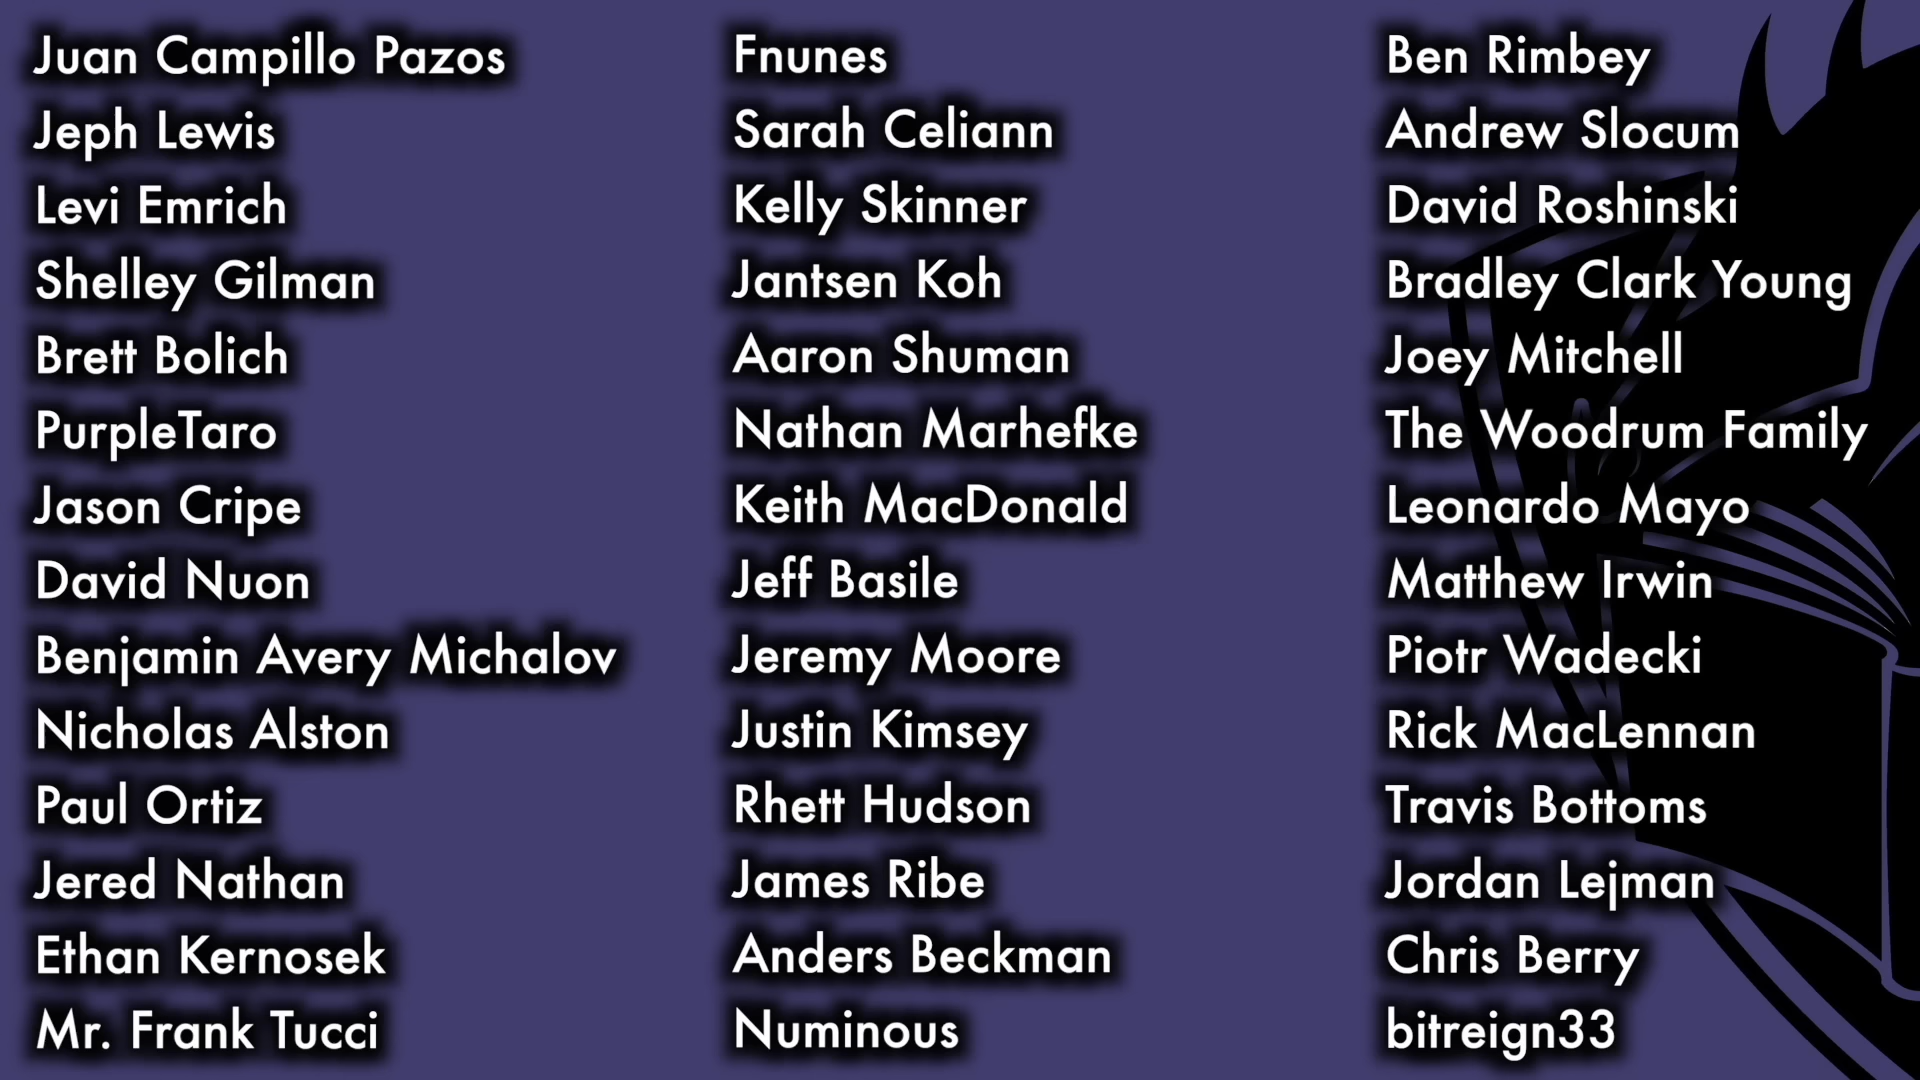 Juan Campillo Pazos
Jeph Lewis
Levi Emrich
Shelley Gilman
Brett Bolich
PurpleTaro
Jason Cripe
David Nuon
Benjamin Avery Michalov
Nicholas Alston
Paul Ortiz
Jered Nathan
Ethan Kernosek
Mr. Frank Tucci
Fnunes
Sarah Celiann
Kelly Skinner
Jantsen Koh
Aaron Shuman
Nathan Marhefke
Keith MacDonald
Jeff Basile
Jeremy Moore
Justin Kimsey
Rhett Hudson
James Ribe
Anders Beckman
Numinous
Ben Rimbey
Andrew Slocum
David Roshinski
Bradley Clark Young
Joey Mitchell
The Woodrum Family
Leonardo Mayo
Matthew Irwin
Piotr Wadecki
Rick MacLennan
Travis Bottoms
Jordan Lejman
Chris Berry
bitreign33